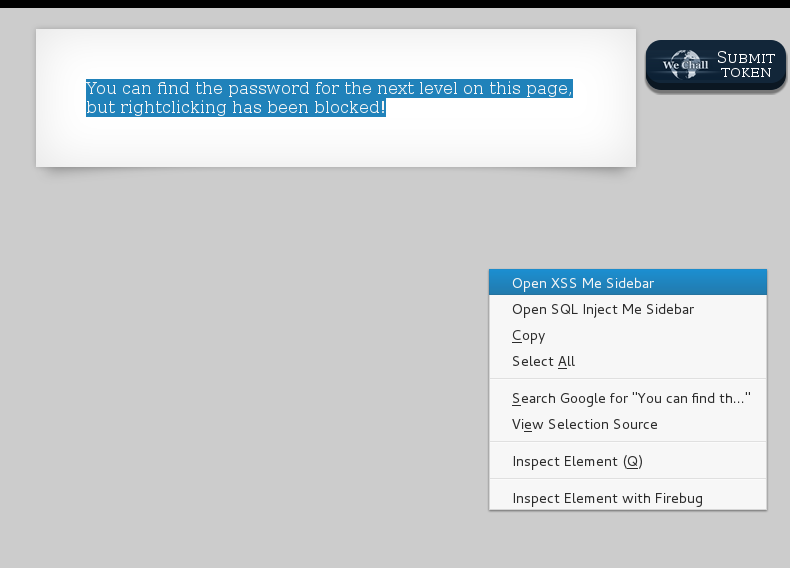 You can find the password for the next level on this page,
but rightclicking has been blocked!
We Chall
SUBMIT
TOKEN
Open XSS Me Sidebar
Open SQL Inject Me Sidebar
Copy
Select All
Search Google for "You can find th..."
View Selection Source
Inspect Element (Q)
Inspect Element with Firebug